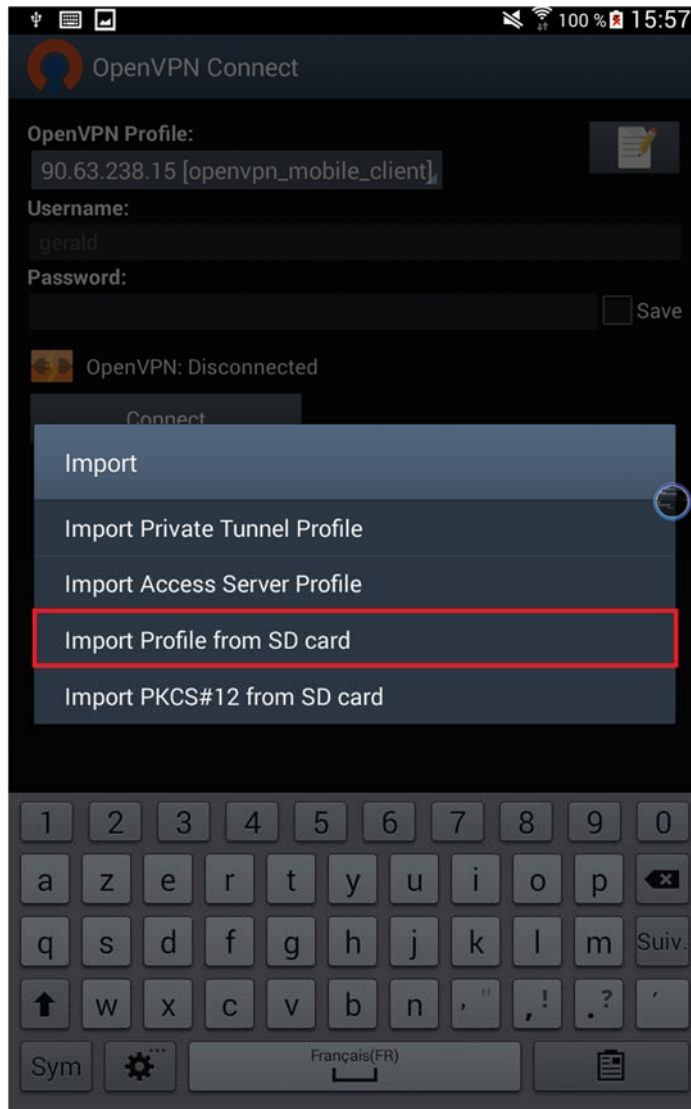 100 % 15:57
OpenVPN Connect
OpenVPN Profile:
90.63.238.15 [openvpn_mobile_client]
Username:
gerald
Password:
Save
OpenVPN: Disconnected
Connect
Import
Import Private Tunnel Profile
Import Access Server Profile
Import Profile from SD card
Import PKCS#12 from SD card
1 2 3 4 5 6 7 8 9 0
a z e r t y u i o p
q s d f g h j k l m Suiv.
w x c v b n , " , ! . ? '
Sym Français(FR)